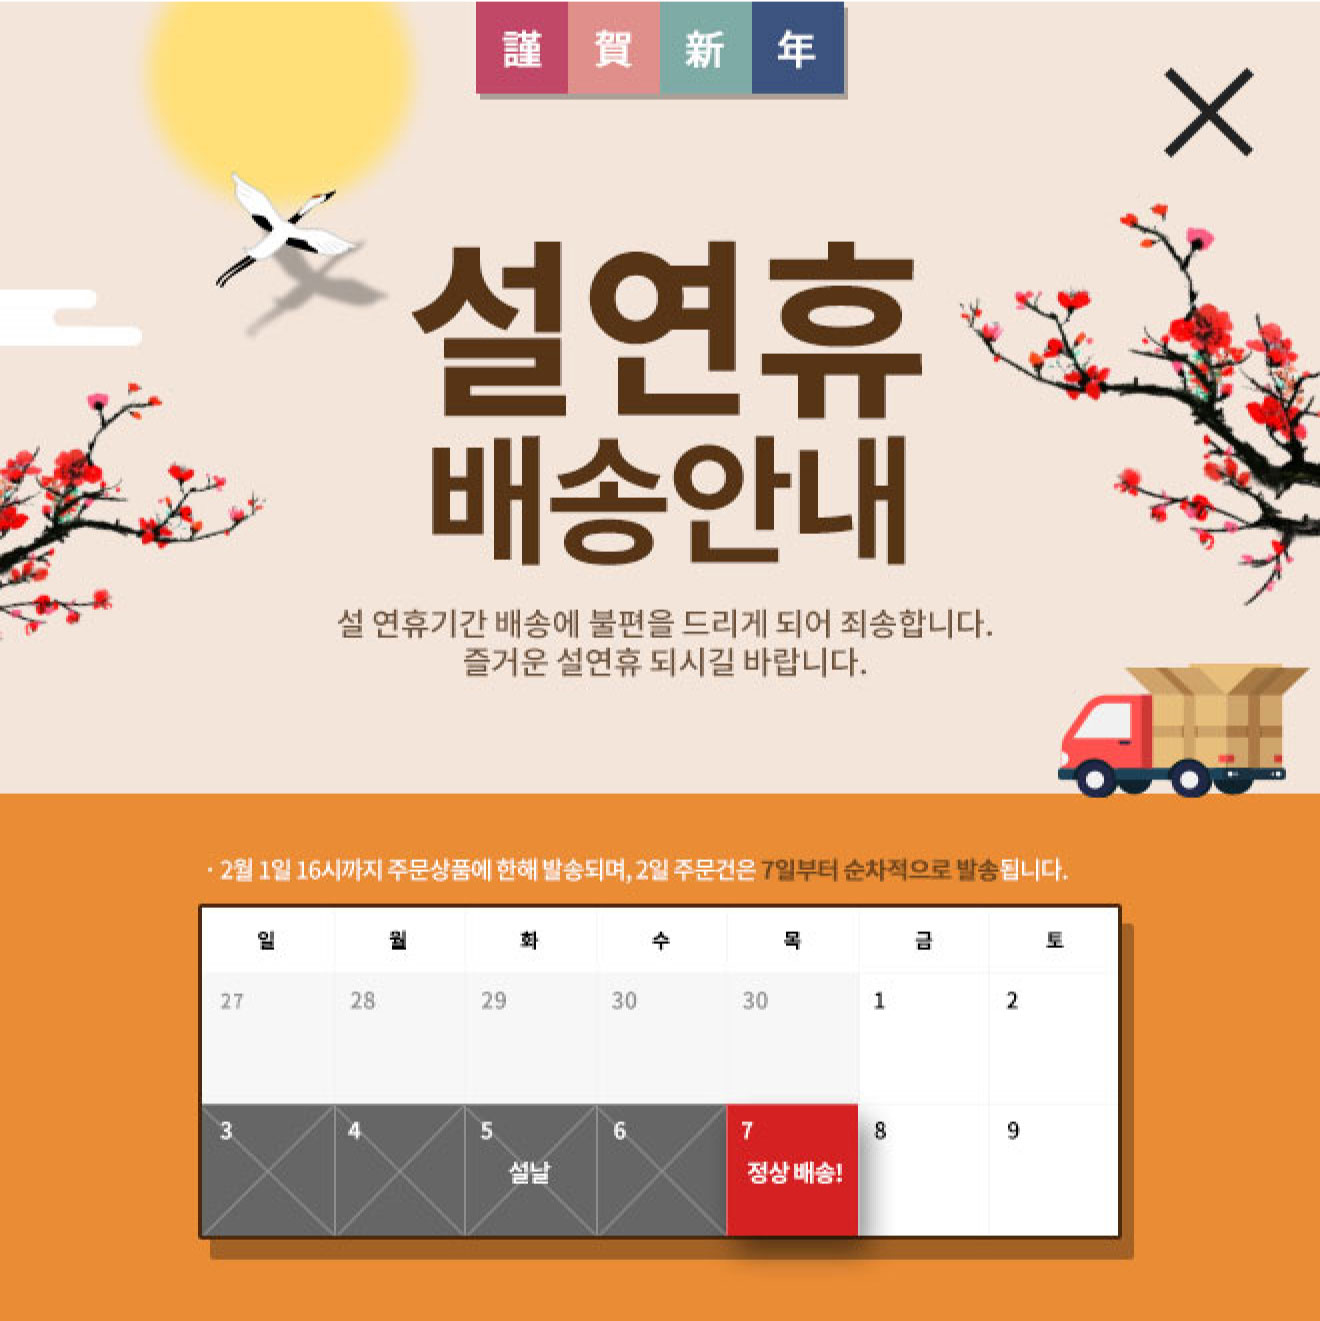 謹賀新年
설연휴
배송안내
설 연휴기간 배송에 불편을 드리게 되어 죄송합니다.
즐거운 설연휴 되시길 바랍니다.
· 2월 1일 16시까지 주문상품에 한해 발송되며, 2일 주문건은 7일부터 순차적으로 발송됩니다.
일 월 화 수 목 금 토
27 28 29 30 30 1 2
3 4 5 6 7 8 9
설날 정상 배송!